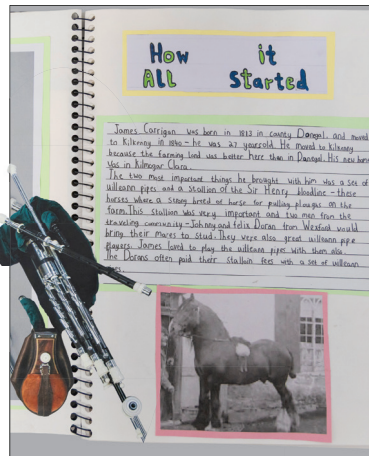 How it
All Started
James Carrigan was born in 1813 in county Donegal, and moved
to Kilkenny in 1840 - he was 27 years old. He moved to Kilkenny
because the farming land was better here than in Donegal. His new home
was in Kilmogar Clara.
The two most important things he brought with him was a set of
uilleann pipes and a stallion of the Sir Henry bloodline - these
horses where a strong breed of horse for pulling ploughs on the
farm. This stallion was very important and two men from the
traveling community - Johnny and Felix Doran from Wexford would
bring their mares to stud. They were also great uilleann pipe
players. James loved to play the uilleann pipes with them also.
The Dorans often paid their stallion fees with a set of uilleann